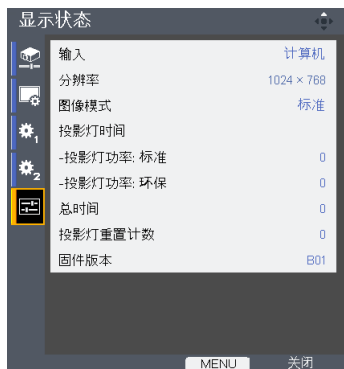 显示状态
输入 计算机
分辨率 1024 × 768
图像模式 标准
投影灯时间
-投影灯功率: 标准 0
-投影灯功率: 环保 0
总时间 0
投影灯重置计数 0
固件版本 B01
1
2
MENU 关闭